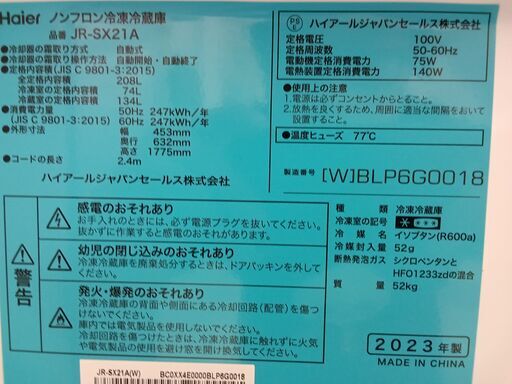 Haier ノンフロン冷凍冷蔵庫
品番 JR-SX21A
●冷却器の霜取り方式 自動式
●冷却器の霜取り操作方法 自動開始・自動終了
●定格内容積(JIS C 9801-3:2015)
全定格内容積 208L
冷凍室の定格内容積 74L
冷蔵室の定格内容積 134L
●消費電力量 50Hz 247kWh/年
(JIS C 9801-3:2015) 60Hz 247kWh/年
●外形寸法 幅 453mm
奥行 632mm
高さ 1775mm
●コードの長さ 2.4m
ハイアールジャパンセールス株式会社
PS E
ハイアールジャパンセールス株式会社
定格電圧 100V
定格周波数 50-60Hz
電動機定格消費電力 75W
電熱装置定格消費電力 140W
●電源は必ずコンセントからとること。
●放熱を良くするため、周囲に適当な間隔をおいて
設置すること。
●温度ヒューズ 77℃
製造番号 [W]BLP6G0018
警告
感電のおそれあり
お手入れのときには、必ず電源プラグを抜いてください。
抜かずに作業すると感電の原因になります。
幼児の閉じ込みのおそれあり
冷凍冷蔵庫を廃棄処分するときは、ドアパッキンを外して
ください。
発火・爆発のおそれあり
冷凍冷蔵庫の背面や側面にある冷却回路(配管)を傷つ
けないでください。
庫内では電気製品を使用しないでください。
冷却回路を傷つけたときは、冷凍冷蔵庫に触れずに火気
や電気製品の使用を避け窓を開け換気してください。
種類 冷凍冷蔵庫
冷凍室の記号
冷媒 イソブタン(R600a)
冷媒封入量 52g
断熱発泡ガス シクロペンタンと
HFO1233zdの混合
質量 52kg
2023年
MADE IN CHINA
JR-SX21A(W) BC0XX4E0000BLP6G0018